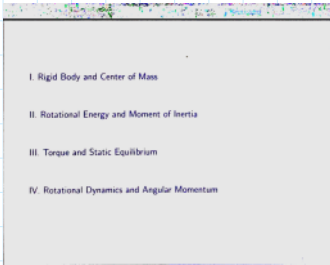 I. Rigid Body and Center of Mass
II. Rotational Energy and Moment of Inertia
III. Torque and Static Equilibrium
IV. Rotational Dynamics and Angular Momentum